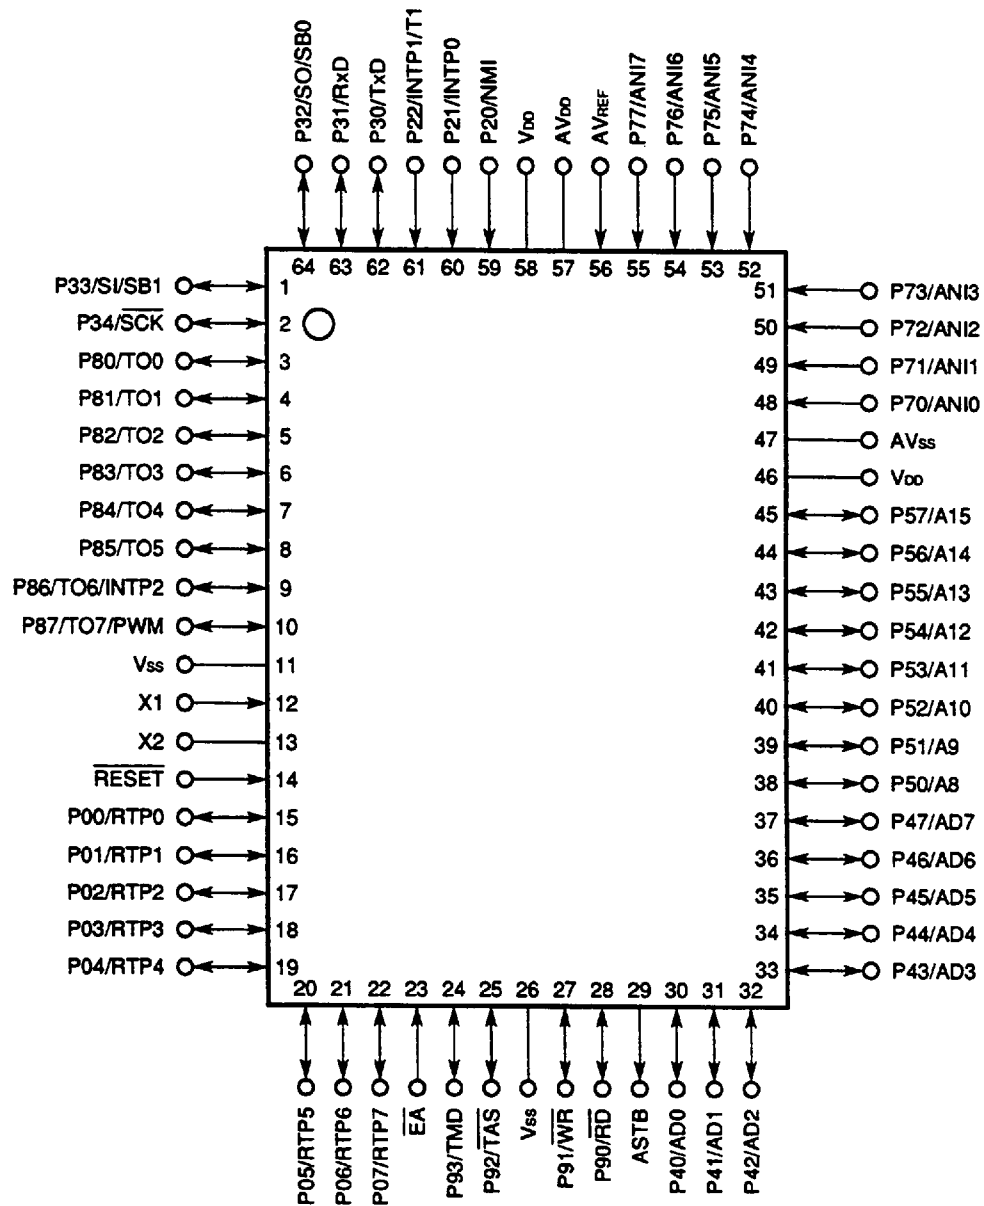 P32/SO/SB0
P31/RxD
P30/TxD
P22/INTP1/T1
P21/INTP0
P20/NMI
VDD
AVDD
AVREF
P77/ANI7
P76/ANI6
P75/ANI5
P74/ANI4
64 63 62 61 60 59 58 57 56 55 54 53 52
P33/SI/SB1 1
P34/S̅C̅K̅ 2
P80/TO0 3
P81/TO1 4
P82/TO2 5
P83/TO3 6
P84/TO4 7
P85/TO5 8
P86/TO6/INTP2 9
P87/TO7/PWM 10
Vss 11
X1 12
X2 13
R̅E̅S̅E̅T̅ 14
P00/RTP0 15
P01/RTP1 16
P02/RTP2 17
P03/RTP3 18
P04/RTP4 19
51 P73/ANI3
50 P72/ANI2
49 P71/ANI1
48 P70/ANI0
47 AVss
46 VDD
45 P57/A15
44 P56/A14
43 P55/A13
42 P54/A12
41 P53/A11
40 P52/A10
39 P51/A9
38 P50/A8
37 P47/AD7
36 P46/AD6
35 P45/AD5
34 P44/AD4
33 P43/AD3
20 21 22 23 24 25 26 27 28 29 30 31 32
P05/RTP5
P06/RTP6
P07/RTP7
E̅A̅
P93/TMD
P92/T̅A̅S̅
Vss
P91/W̅R̅
P90/R̅D̅
ASTB
P40/AD0
P41/AD1
P42/AD2